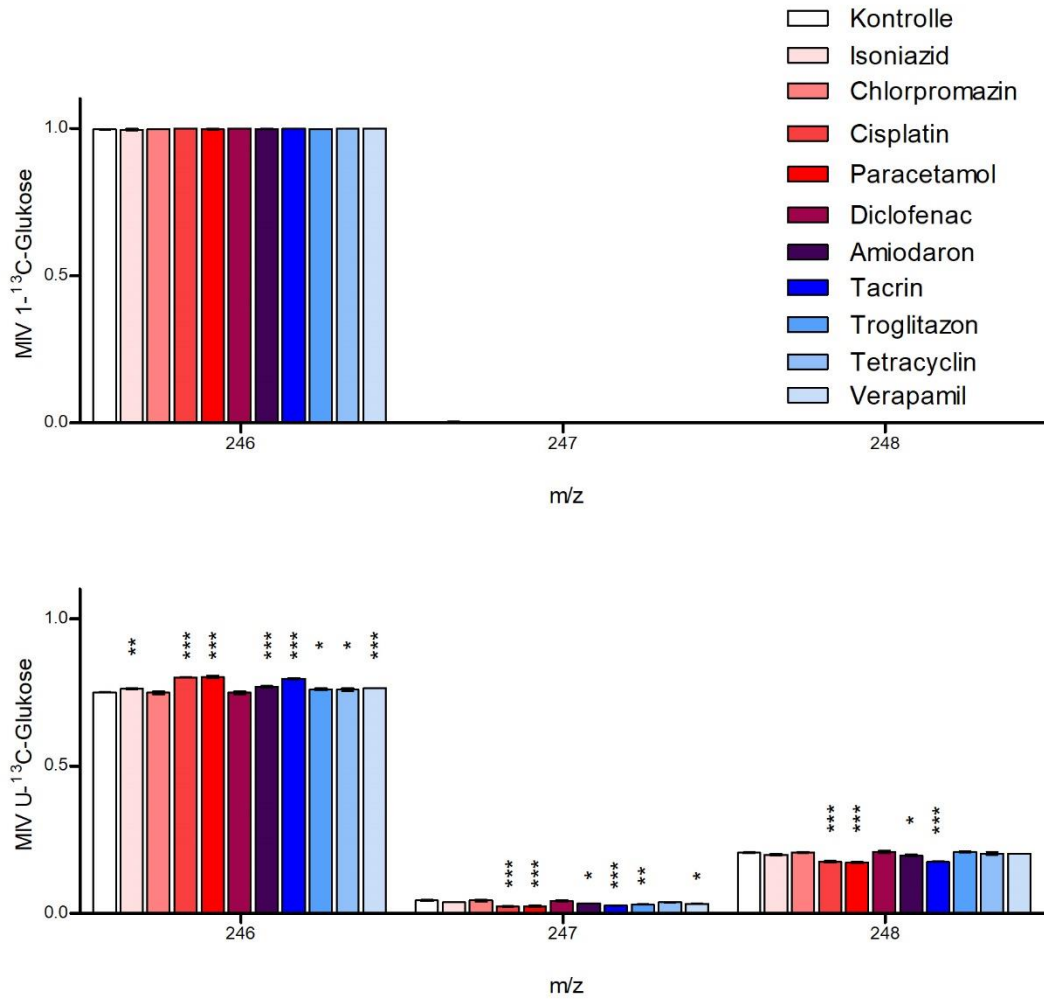 Kontrolle
Isoniazid
Chlorpromazin
Cisplatin
Paracetamol
Diclofenac
Amiodaron
Tacrin
Troglitazon
Tetracyclin
Verapamil
MIV 1-¹³C-Glukose
1.0
0.5
0.0
246 247 248
m/z
MIV U-¹³C-Glukose
1.0
** *** *** *** *** * * ***
0.5
*** *** * *** ** * *** *** * ***
0.0
246 247 248
m/z